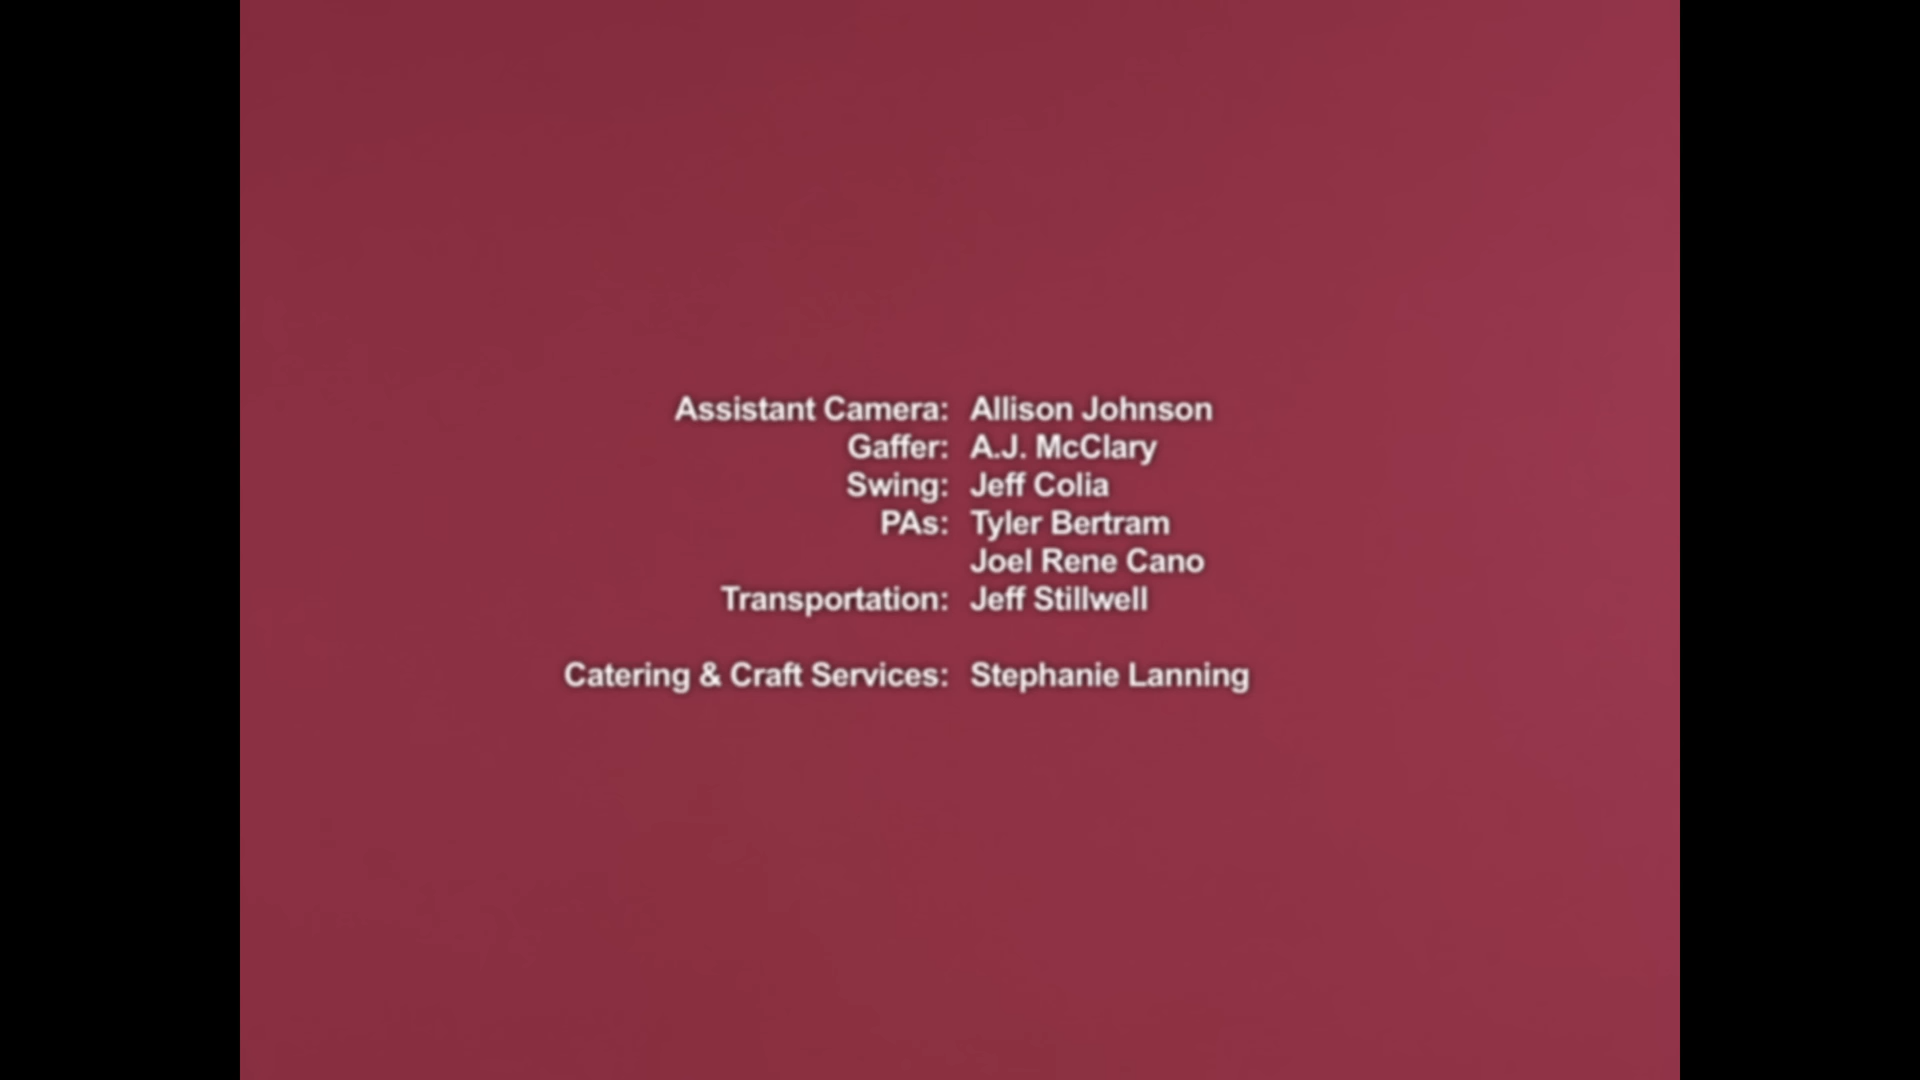 Assistant Camera: Allison Johnson
Gaffer: A.J. McClary
Swing: Jeff Colia
PAs: Tyler Bertram
Joel Rene Cano
Transportation: Jeff Stillwell
Catering & Craft Services: Stephanie Lanning